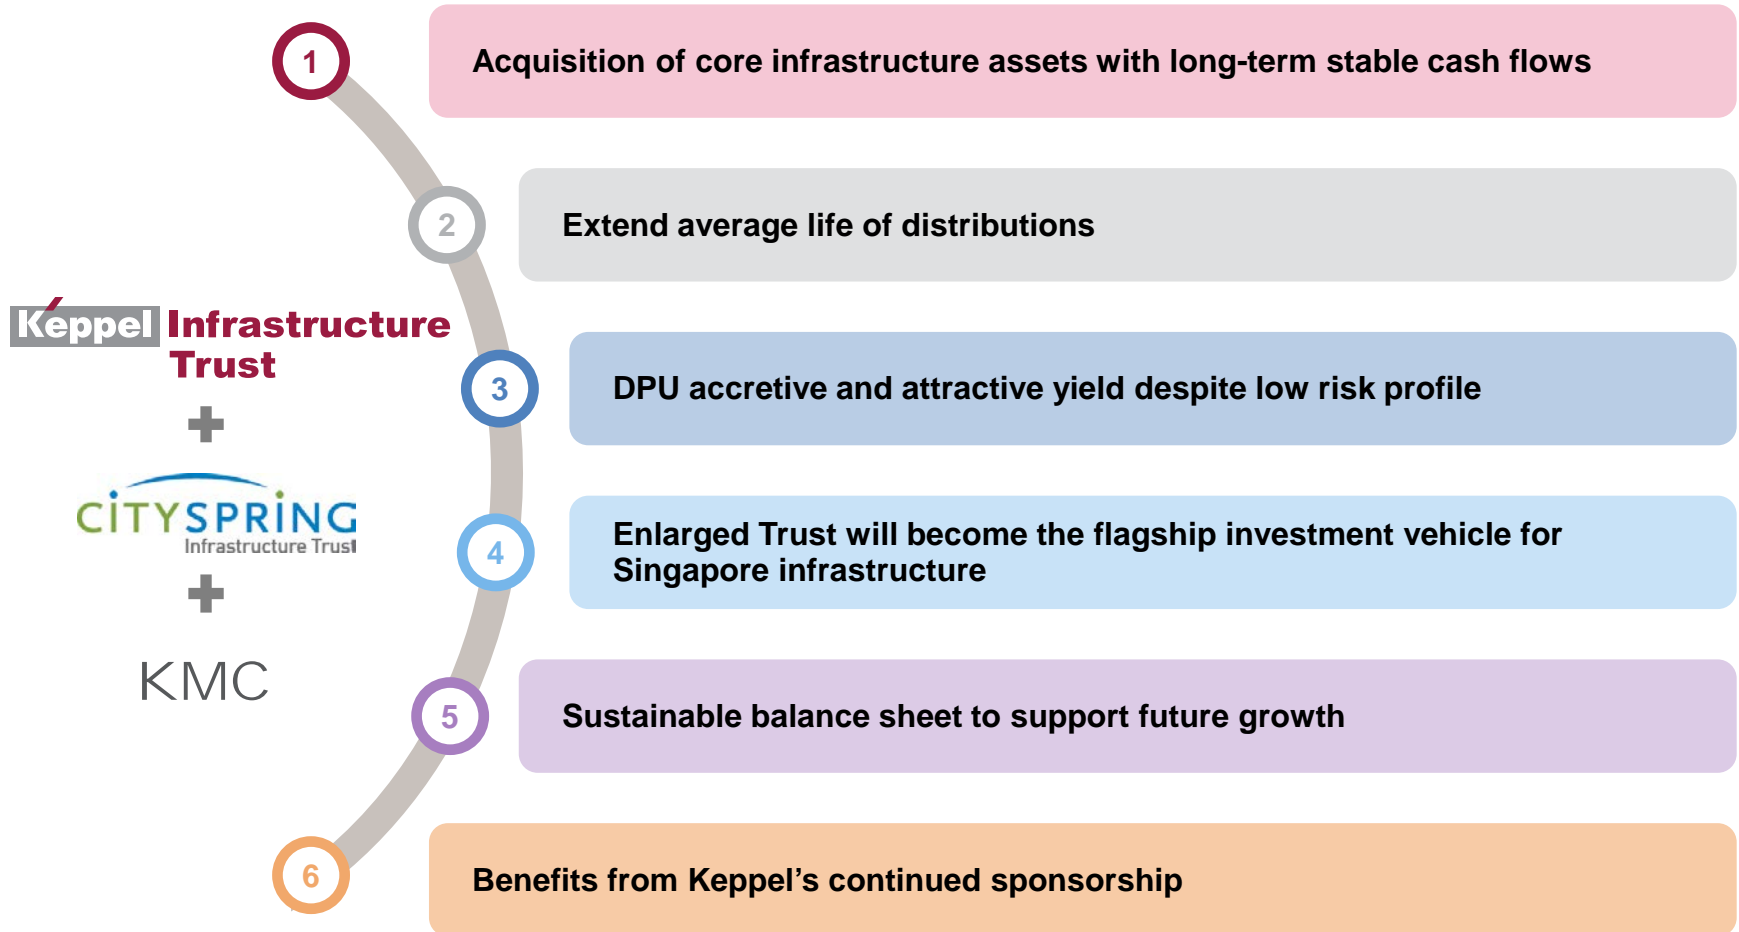 1
Acquisition of core infrastructure assets with long-term stable cash flows
2
Extend average life of distributions
Keppel Infrastructure
Trust
3
DPU accretive and attractive yield despite low risk profile
CiTYSPRiNG
Infrastructure Trust
4
Enlarged Trust will become the flagship investment vehicle for
Singapore infrastructure
KMC
5
Sustainable balance sheet to support future growth
6
Benefits from Keppel’s continued sponsorship